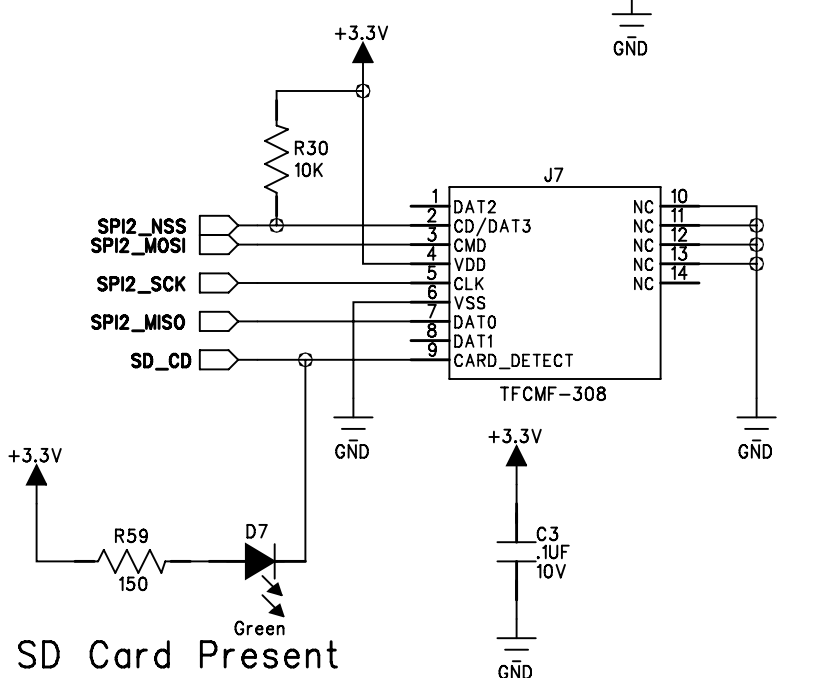 GND
+3.3V
R30
10K
J7
SPI2_NSS
SPI2_MOSI
SPI2_SCK
SPI2_MISO
SD_CD
1 DAT2 NC 10
2 CD/DAT3 NC 11
3 CMD NC 12
4 VDD NC 13
5 CLK NC 14
6 VSS
7 DAT0
8 DAT1
9 CARD_DETECT
TFCMF-308
GND
GND
+3.3V
+3.3V
R59
150
D7
Green
C3
.1UF
10V
GND
SD Card Present